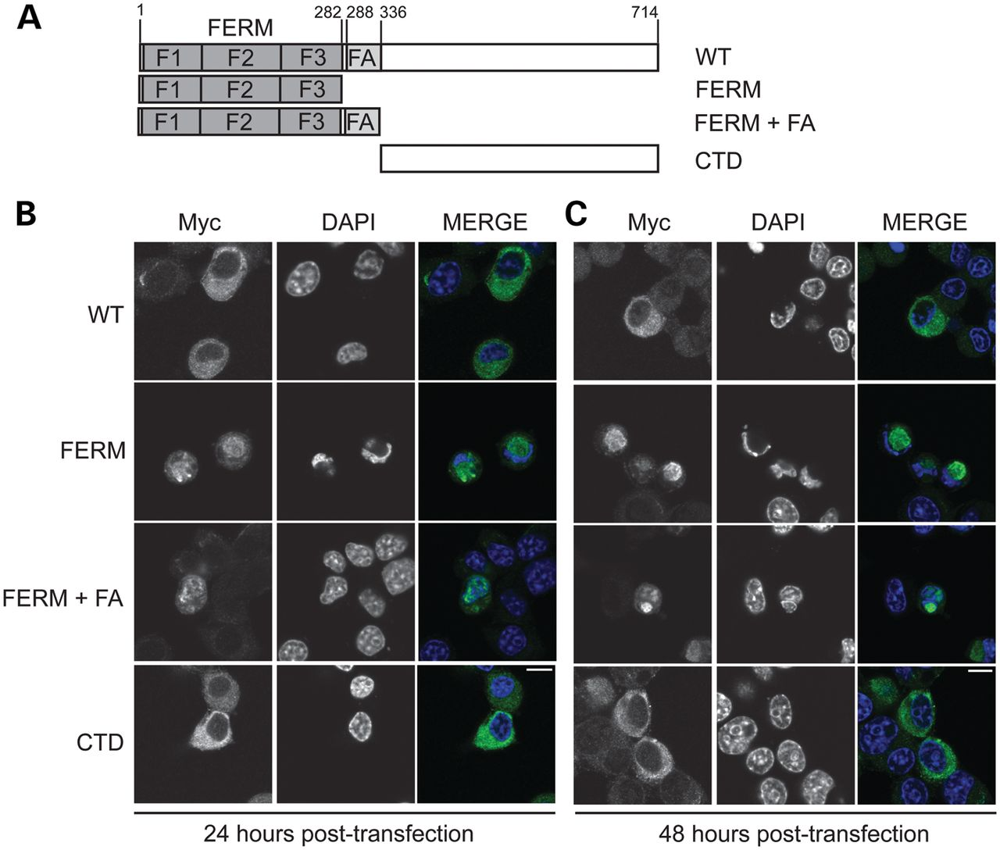 A
1 282 288 336 714
FERM
F1 F2 F3 FA WT
F1 F2 F3 FERM
F1 F2 F3 FA FERM + FA
CTD
B Myc DAPI MERGE
C Myc DAPI MERGE
WT
FERM
FERM + FA
CTD
24 hours post-transfection
48 hours post-transfection